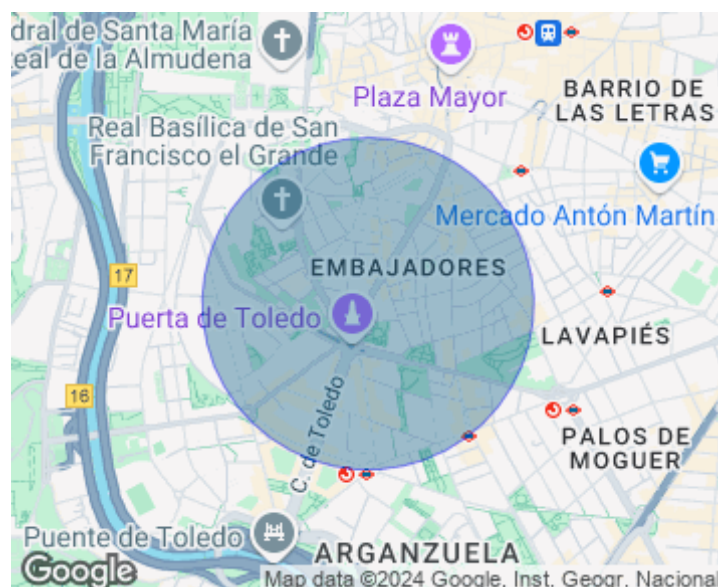 dral de Santa María
eal de la Almudena
Plaza Mayor
BARRIO DE
LAS LETRAS
Real Basílica de San
Francisco el Grande
Mercado Antón Martín
17
EMBAJADORES
Puerta de Toledo
LAVAPIÉS
16
C. de Toledo
PALOS DE
MOGUER
Puente de Toledo
ARGANZUELA
Google
Map data ©2024 Google, Inst. Geogr. Nacional